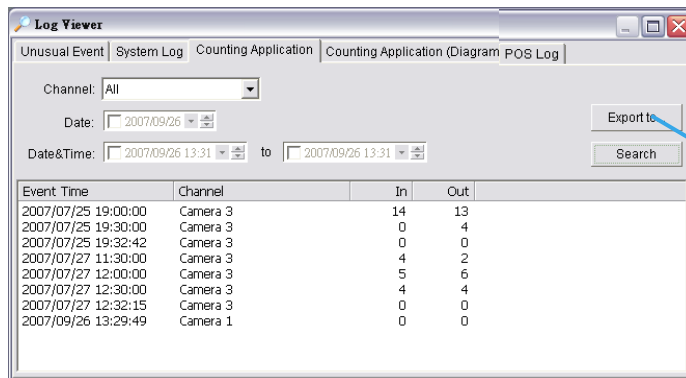 Log Viewer
Unusual Event System Log Counting Application Counting Application (Diagram POS Log
Channel: All
Date: 2007/09/26
Export to...
Date&Time: 2007/09/26 13:31 to 2007/09/26 13:31
Search
Event Time Channel In Out
2007/07/25 19:00:00 Camera 3 14 13
2007/07/25 19:30:00 Camera 3 0 4
2007/07/25 19:32:42 Camera 3 0 0
2007/07/27 11:30:00 Camera 3 4 2
2007/07/27 12:00:00 Camera 3 5 6
2007/07/27 12:30:00 Camera 3 4 4
2007/07/27 12:32:15 Camera 3 0 0
2007/09/26 13:29:49 Camera 1 0 0